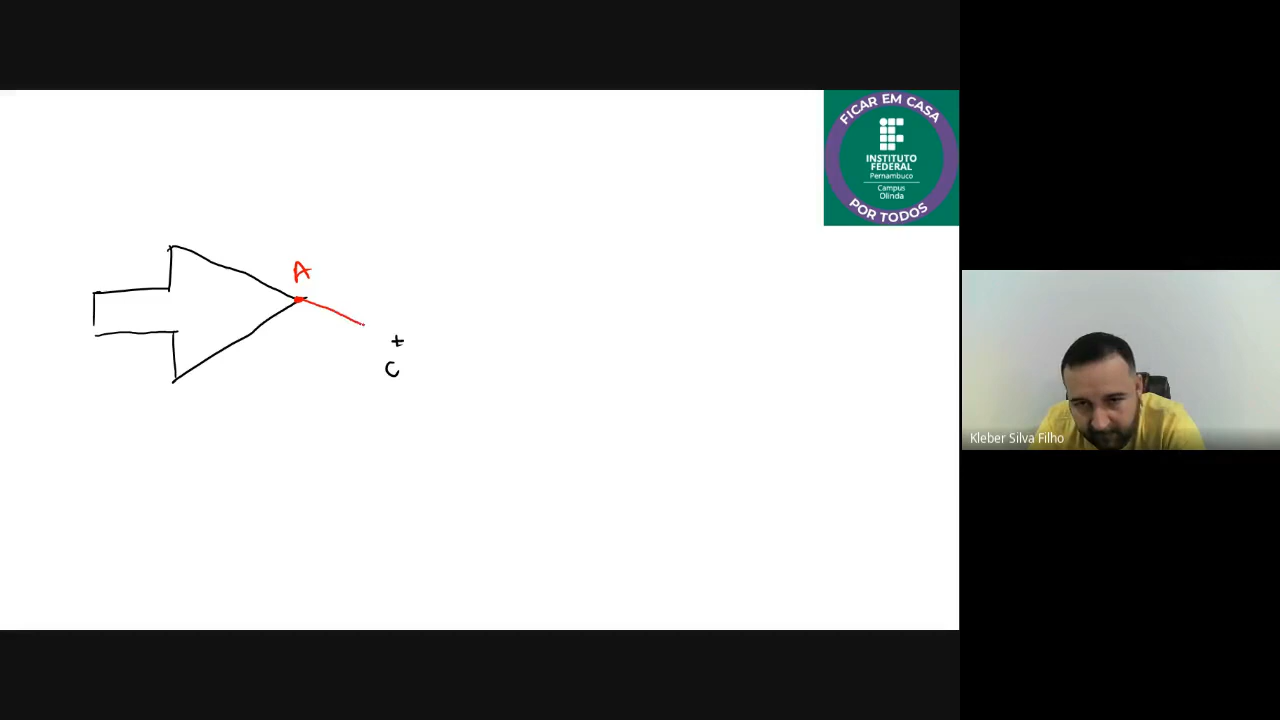 FICAR EM CASA
INSTITUTO
FEDERAL
Pernambuco
Campus
Olinda
POR TODOS
A
+
C
Kleber Silva Filho